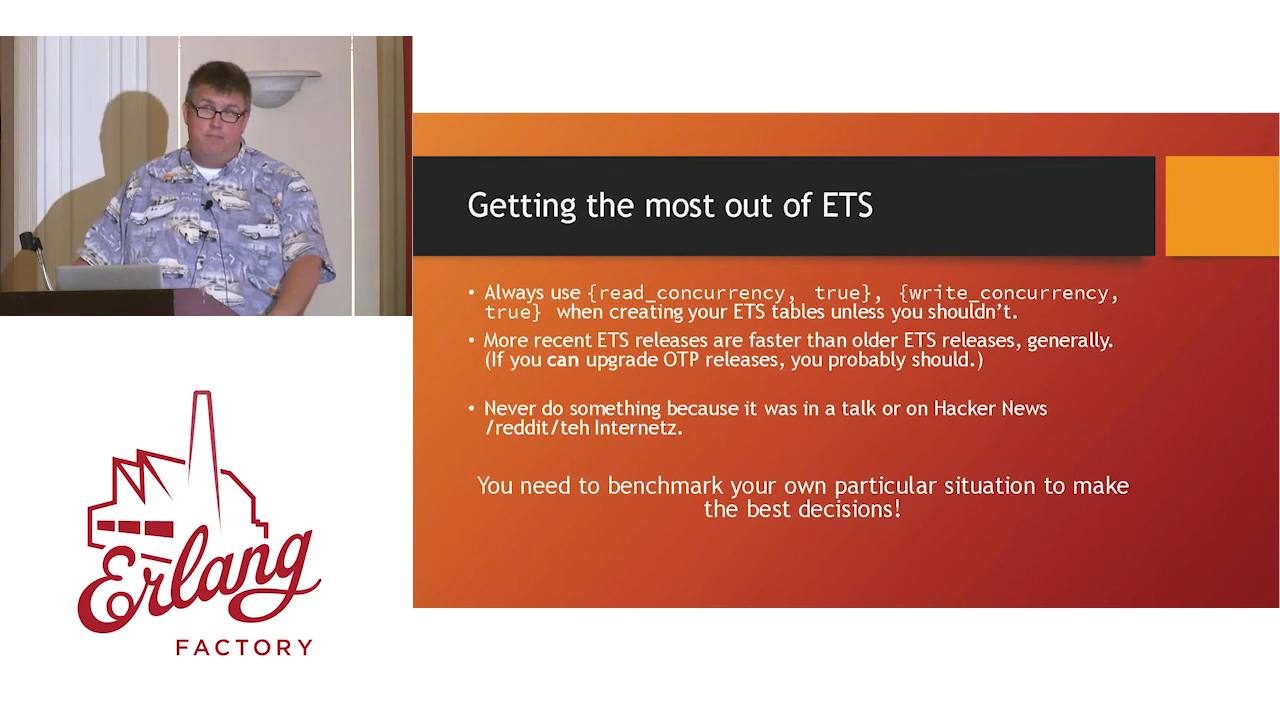 Getting the most out of ETS
• Always use {read_concurrency, true}, {write_concurrency,
true} when creating your ETS tables unless you shouldn't.
• More recent ETS releases are faster than older ETS releases, generally.
(If you can upgrade OTP releases, you probably should.)
• Never do something because it was in a talk or on Hacker News
/reddit/teh Internetz.
You need to benchmark your own particular situation to make
the best decisions!
Erlang
FACTORY